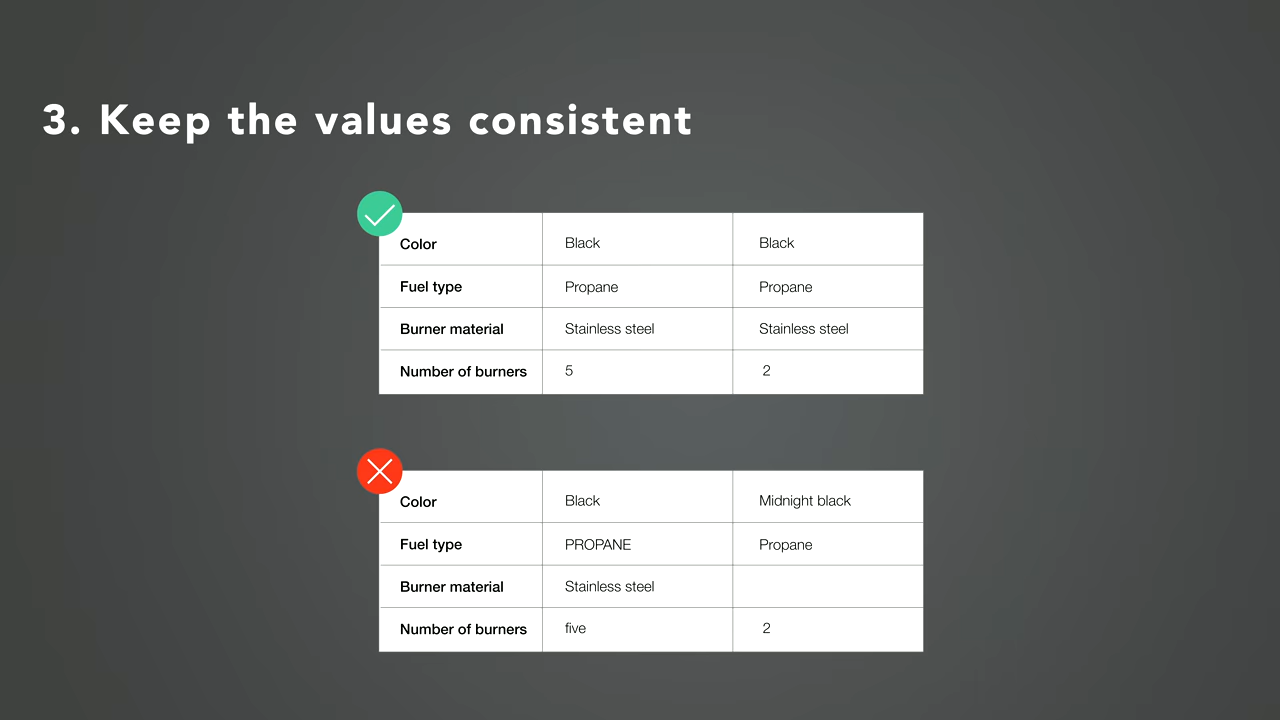 3. Keep the values consistent
Color Black Black
Fuel type Propane Propane
Burner material Stainless steel Stainless steel
Number of burners 5 2
Color Black Midnight black
Fuel type PROPANE Propane
Burner material Stainless steel
Number of burners five 2